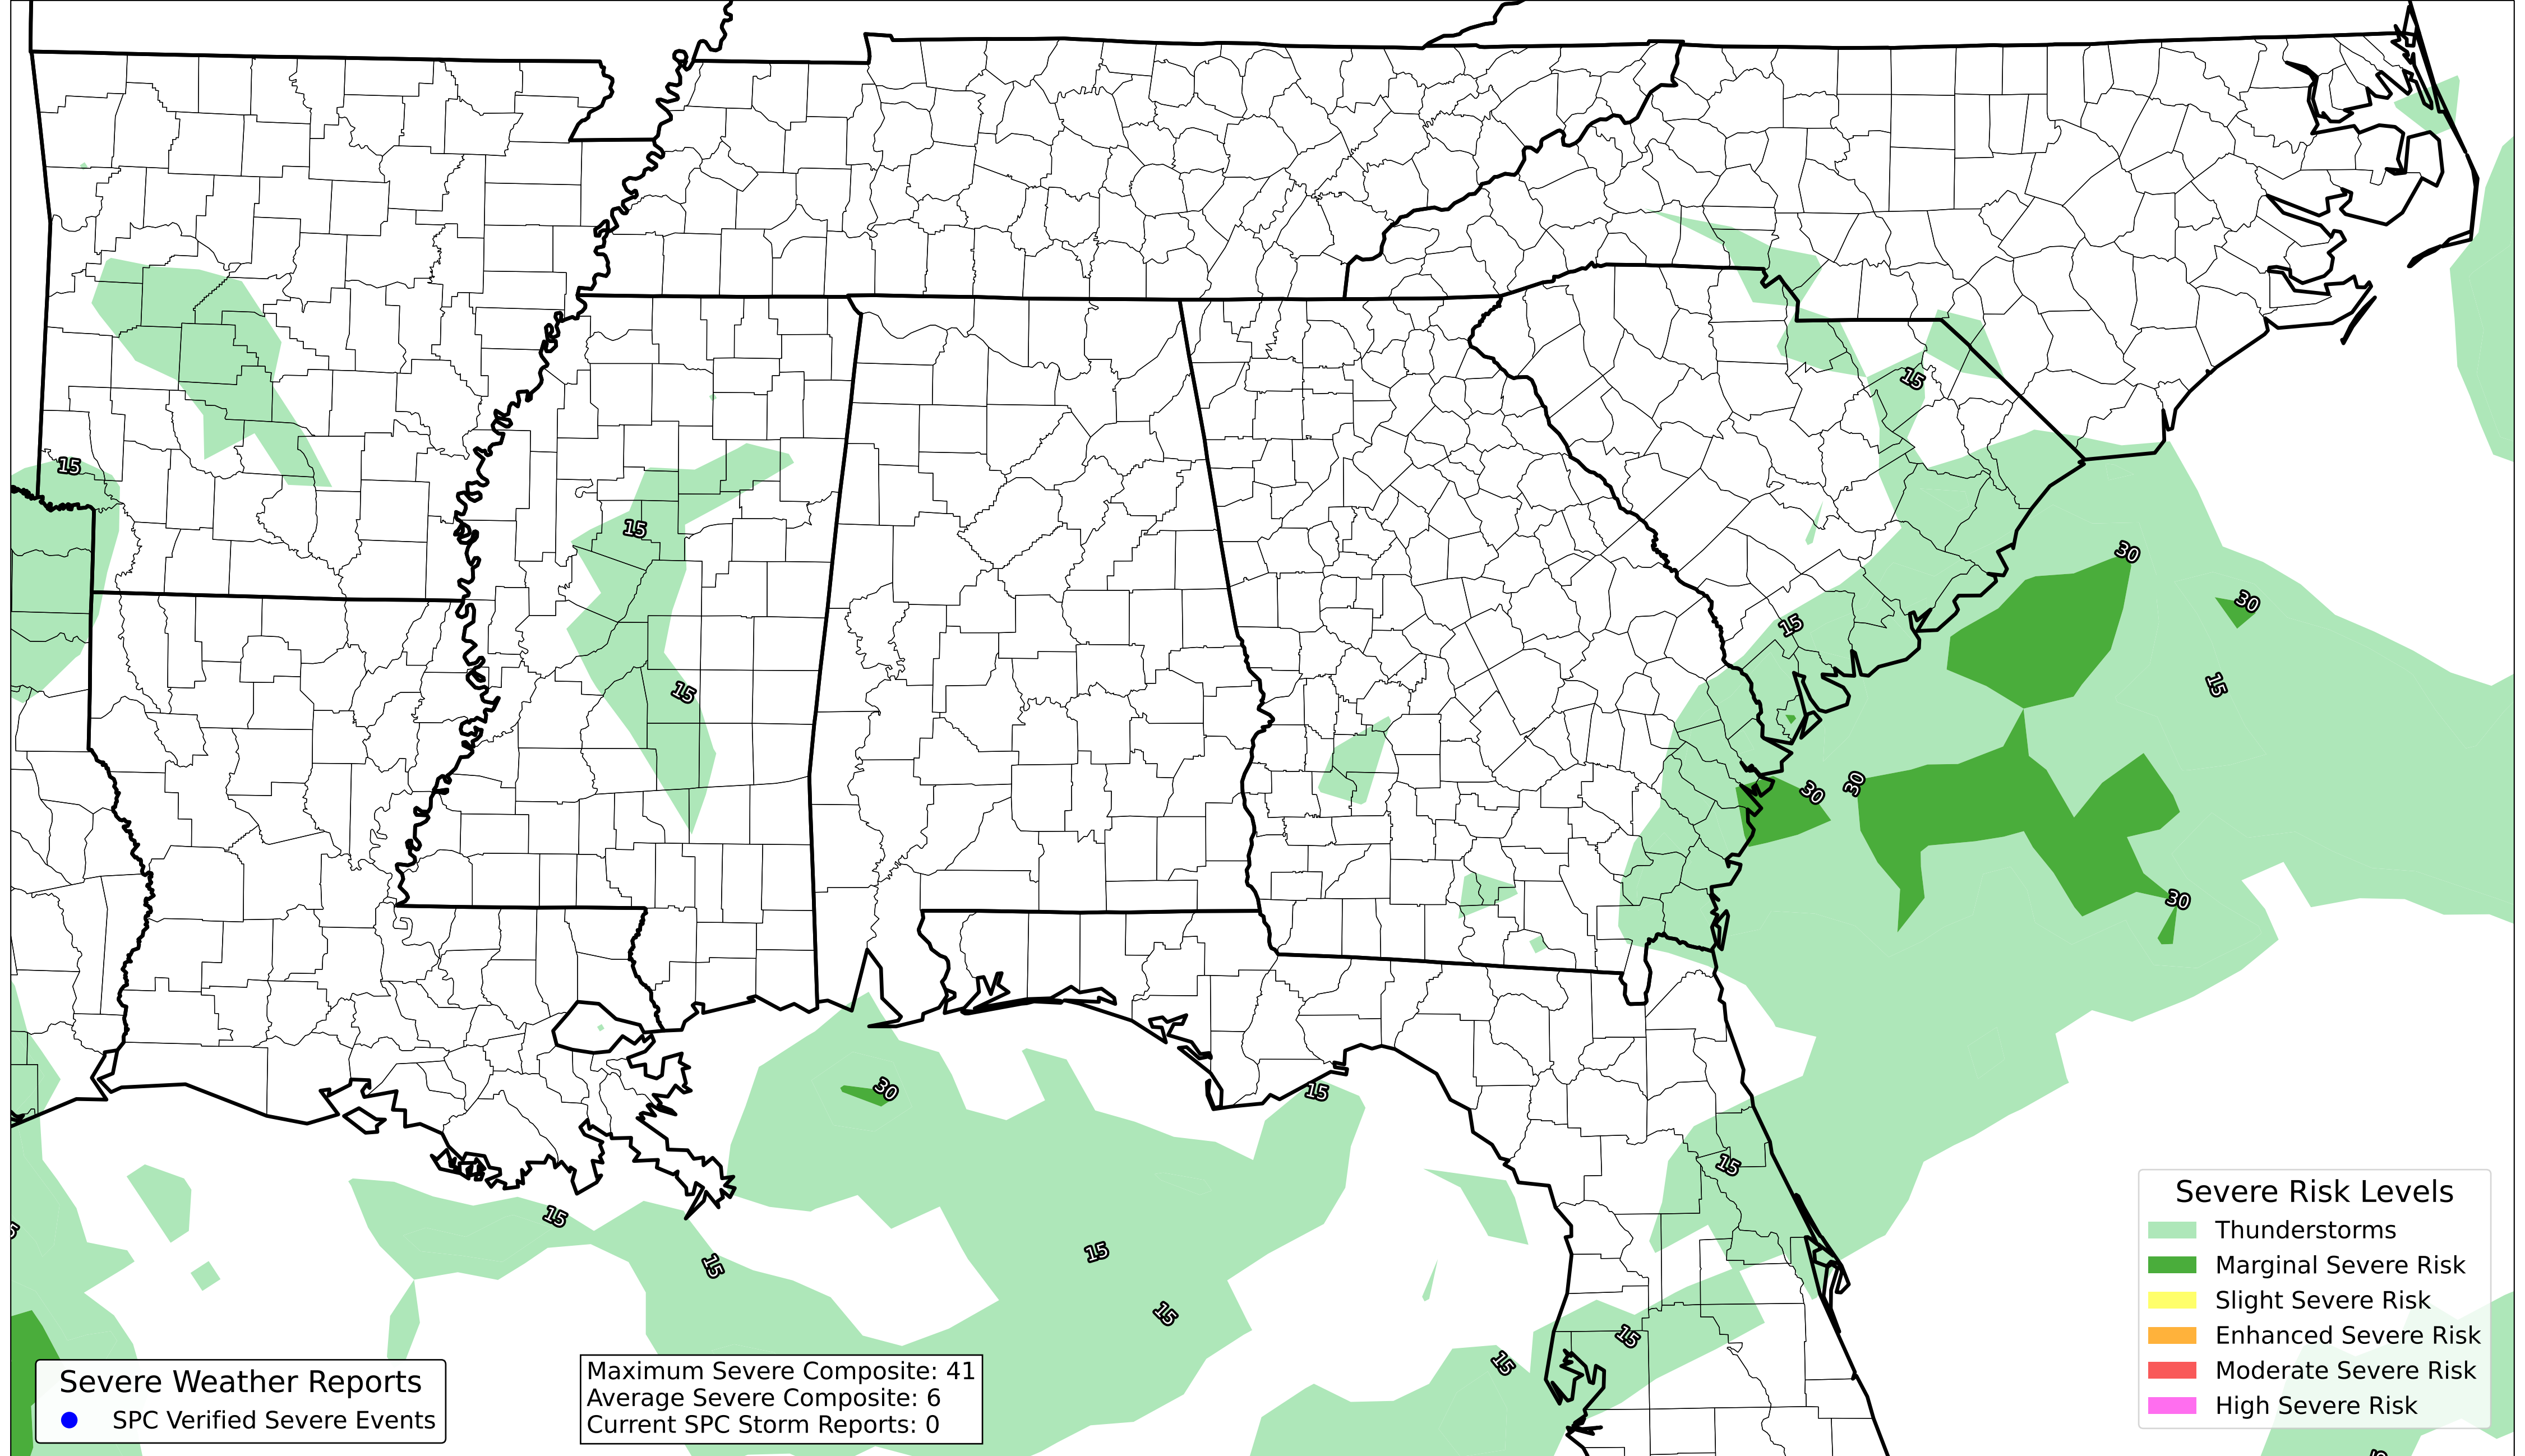 15
15
30
30
15
15
15
15
30
30
30
30
15
15
15
15
15
15
15
15
Severe Risk Levels
Thunderstorms
Marginal Severe Risk
Slight Severe Risk
Enhanced Severe Risk
Moderate Severe Risk
High Severe Risk
Severe Weather Reports
SPC Verified Severe Events
Maximum Severe Composite: 41
Average Severe Composite: 6
Current SPC Storm Reports: 0